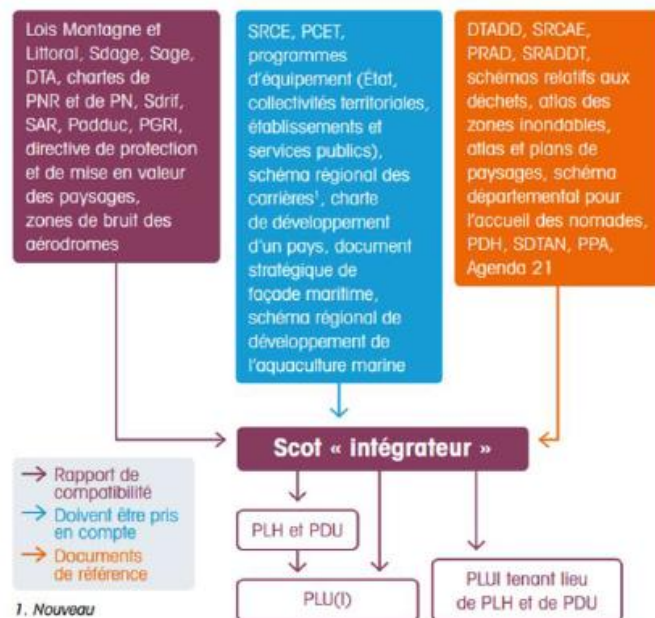 Lois Montagne et
Littoral, Sdage, Sage,
DTA, chartes de
PNR et de PN, Sdrif,
SAR, Padduc, PGRI,
directive de protection
et de mise en valeur
des paysages,
zones de bruit des
aérodromes
SRCE, PCET,
programmes
d'équipement (État,
collectivités territoriales,
établissements et
services publics),
schéma régional des
carrières¹, charte
de développement
d'un pays, document
stratégique de
façade maritime,
schéma régional de
développement de
l'aquaculture marine
DTADD, SRCAE,
PRAD, SRADDT,
schémas relatifs aux
déchets, atlas des
zones inondables,
atlas et plans de
paysages, schéma
départemental pour
l'accueil des nomades,
PDH, SDTAN, PPA,
Agenda 21
Scot « intégrateur »
Rapport de
compatibilité
Doivent être pris
en compte
Documents
de référence
PLH et PDU
PLU(I)
PLUI tenant lieu
de PLH et de PDU
1. Nouveau